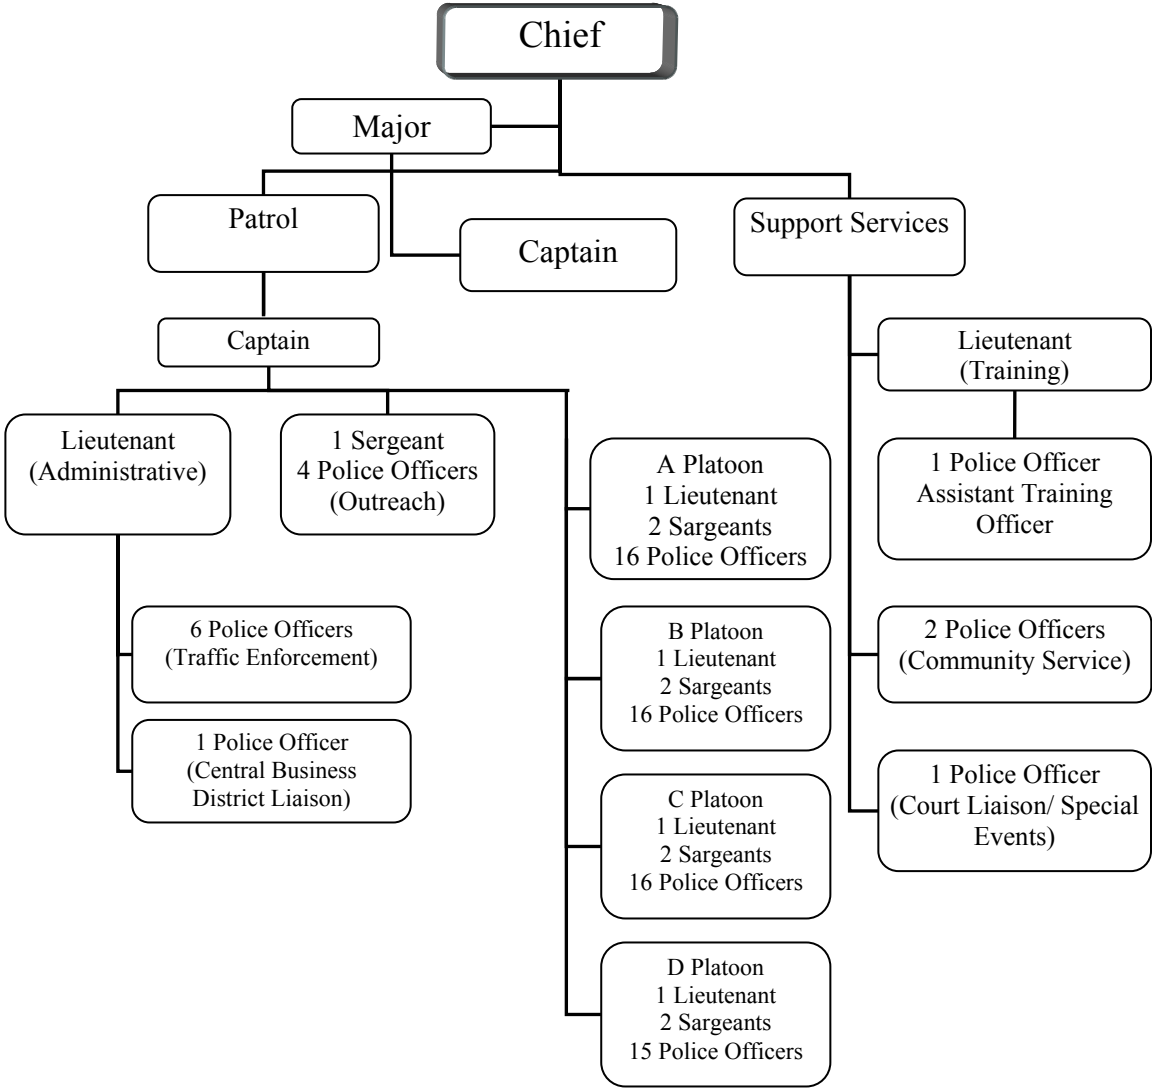 Chief
Major
Patrol
Captain
Support Services
Captain
Lieutenant
(Administrative)
1 Sergeant
4 Police Officers
(Outreach)
6 Police Officers
(Traffic Enforcement)
1 Police Officer
(Central Business
District Liaison)
A Platoon
1 Lieutenant
2 Sargeants
16 Police Officers
B Platoon
1 Lieutenant
2 Sargeants
16 Police Officers
C Platoon
1 Lieutenant
2 Sargeants
16 Police Officers
D Platoon
1 Lieutenant
2 Sargeants
15 Police Officers
Lieutenant
(Training)
1 Police Officer
Assistant Training
Officer
2 Police Officers
(Community Service)
1 Police Officer
(Court Liaison/ Special
Events)